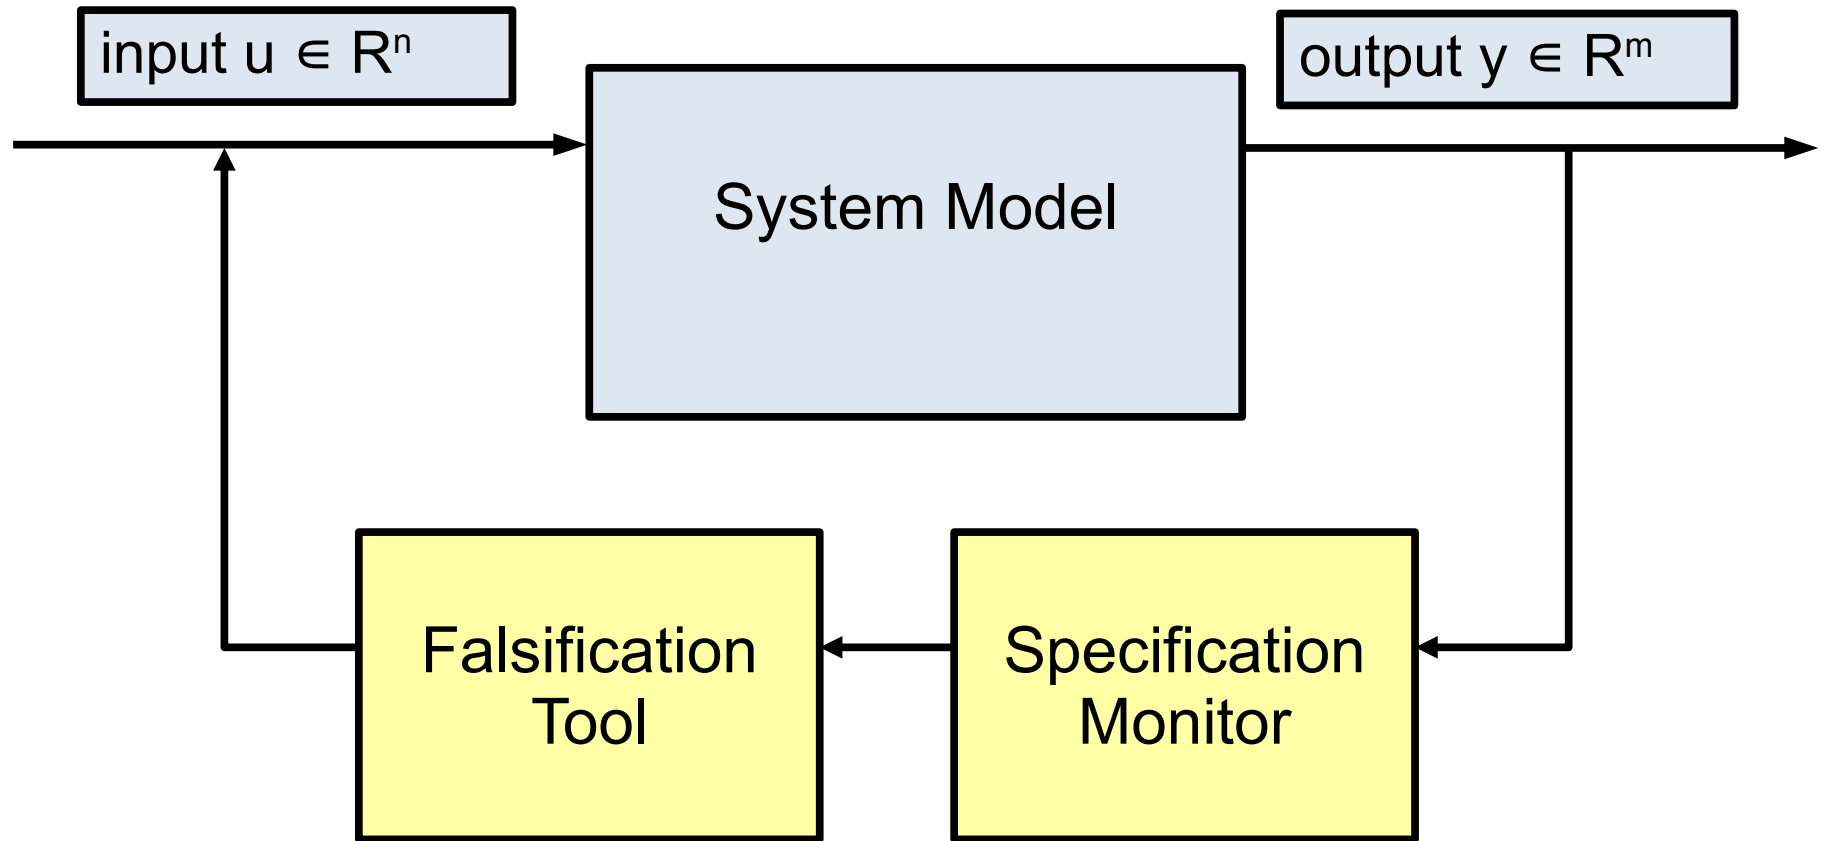 input u ∈ Rⁿ
output y ∈ Rᵐ
System Model
Falsification
Tool
Specification
Monitor